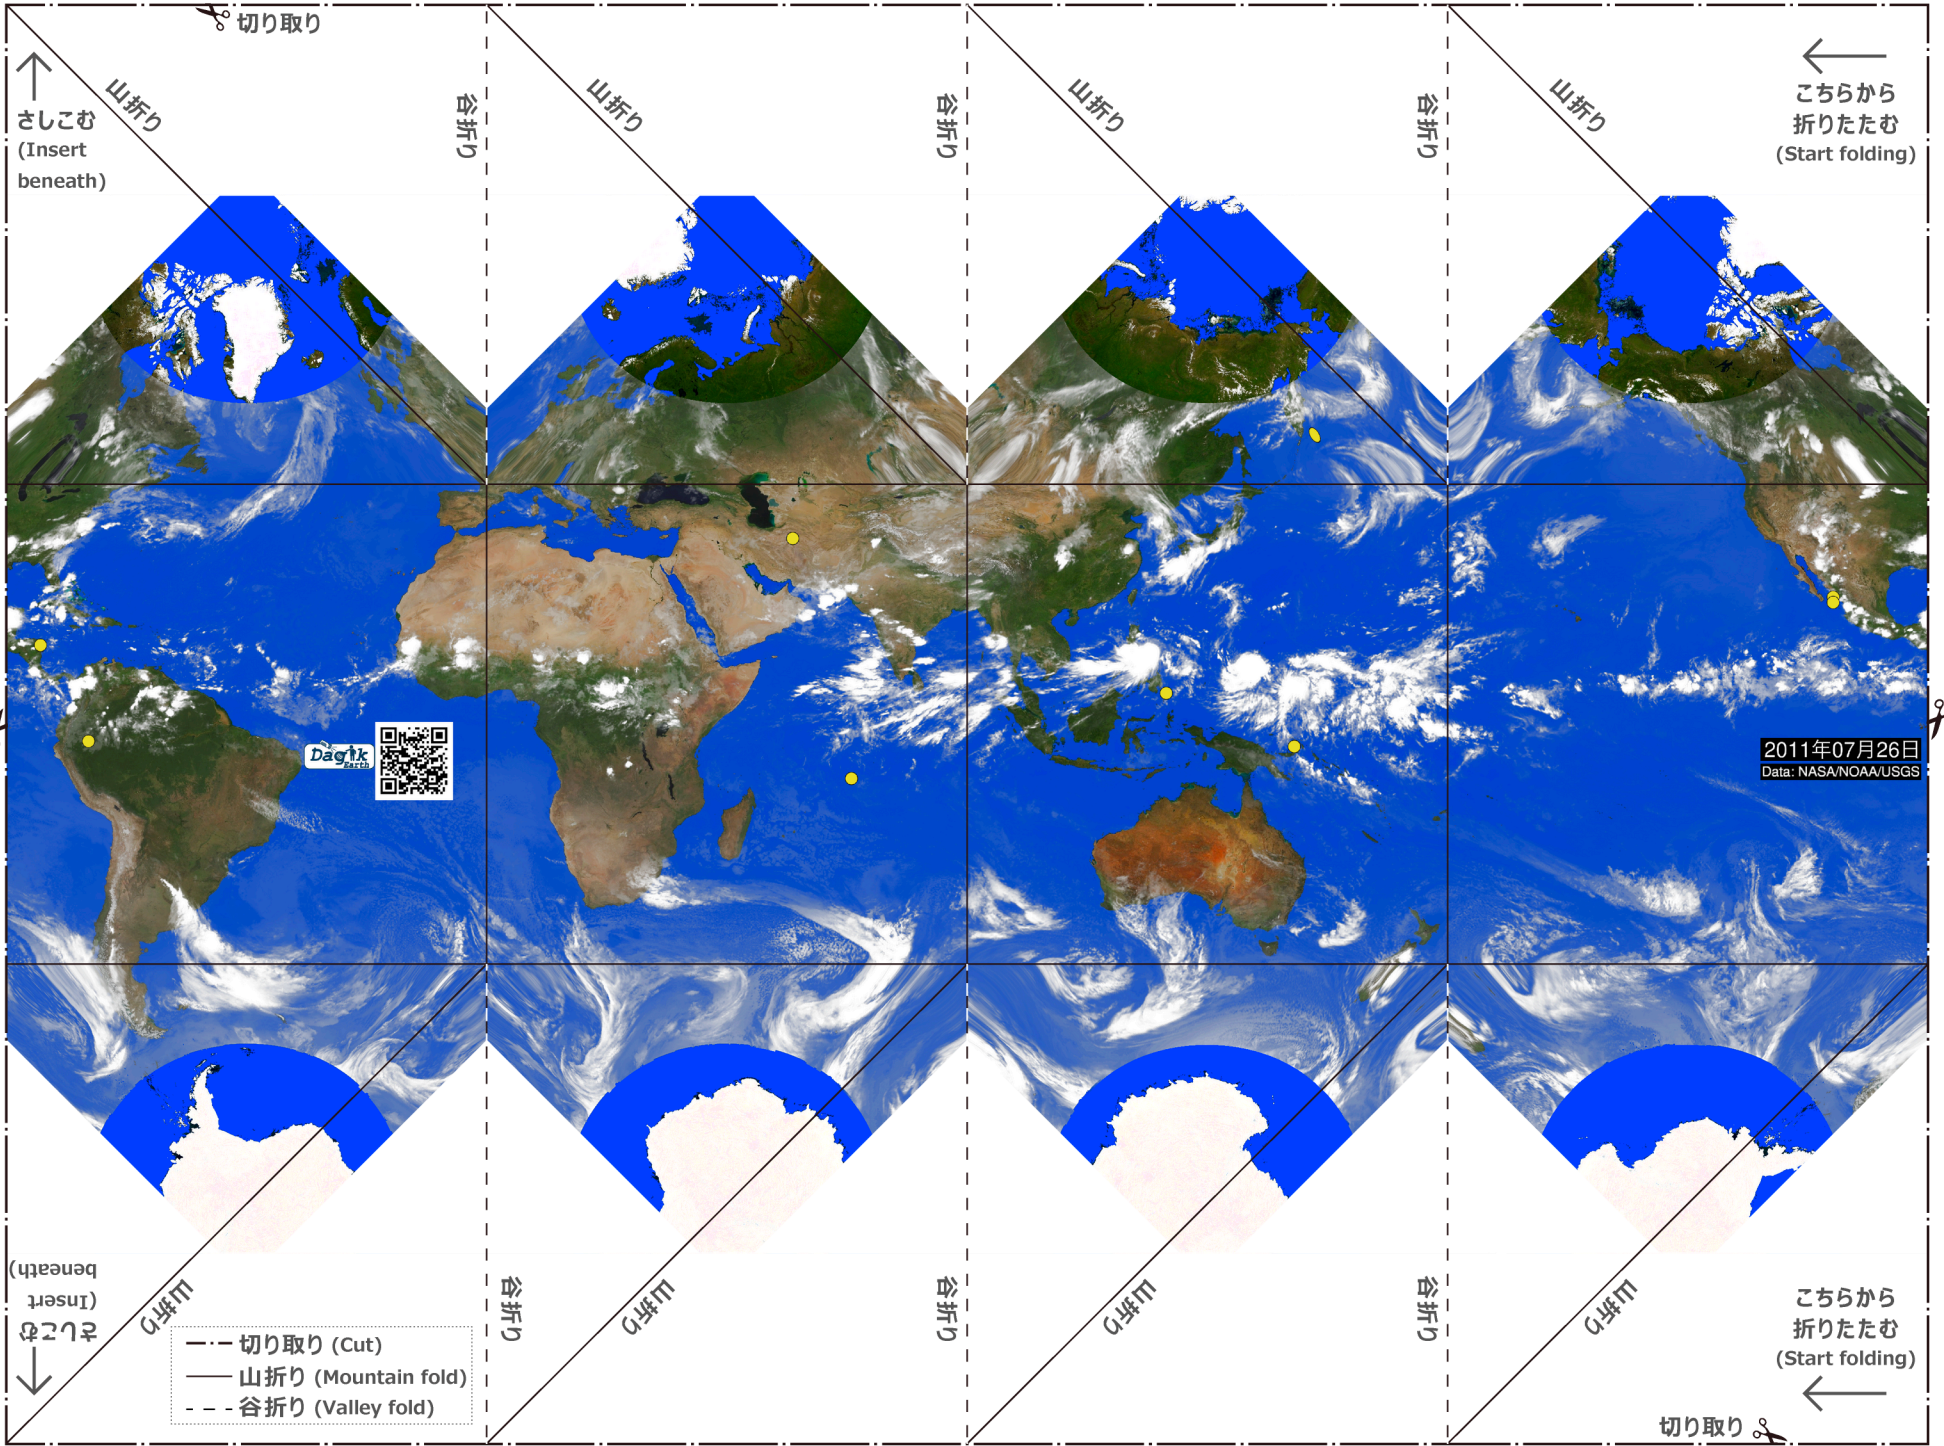 切り取り
山折り
谷折り
山折り
谷折り
山折り
谷折り
山折り
こちらから
折りたたむ
(Start folding)
さしこむ
(Insert
beneath)
Dagik
Earth
2011年07月26日
Data: NASA/NOAA/USGS
さしこむ
(Insert
beneath)
山折り
谷折り
山折り
谷折り
山折り
谷折り
山折り
こちらから
折りたたむ
(Start folding)
切り取り (Cut)
山折り (Mountain fold)
谷折り (Valley fold)
切り取り